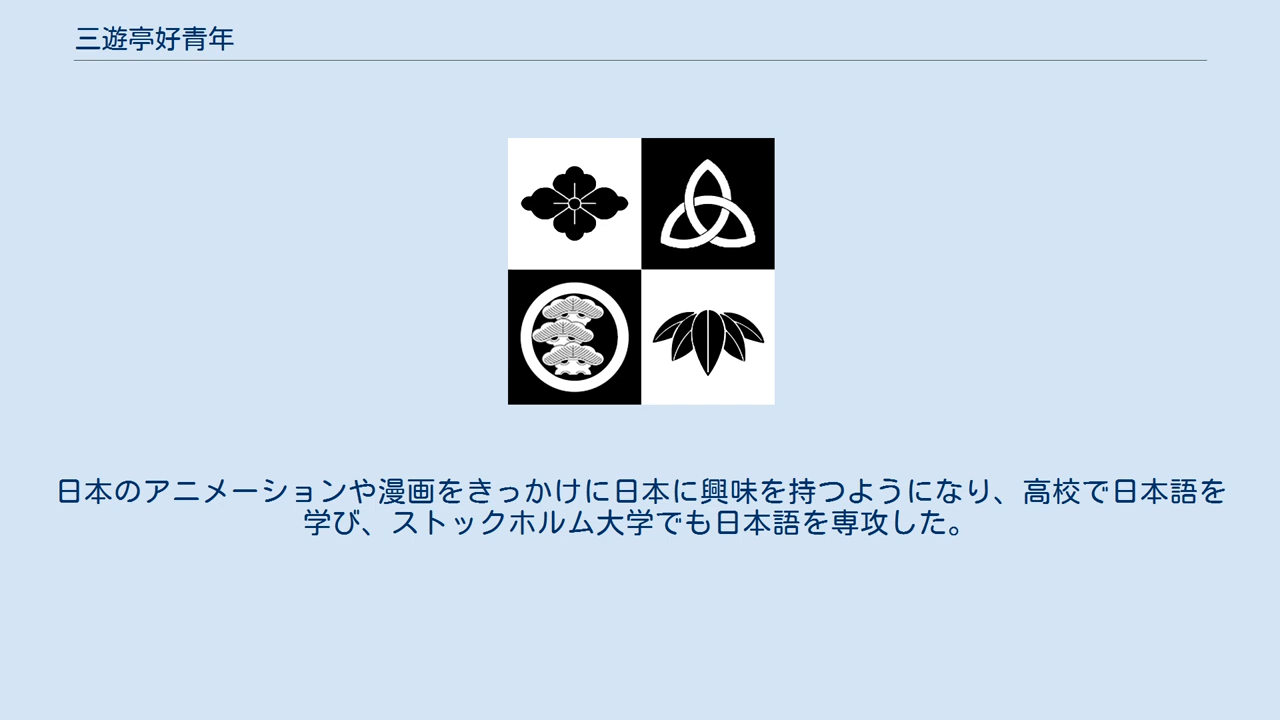 三遊亭好青年
日本のアニメーションや漫画をきっかけに日本に興味を持つようになり、高校で日本語を
学び、ストックホルム大学でも日本語を専攻した。